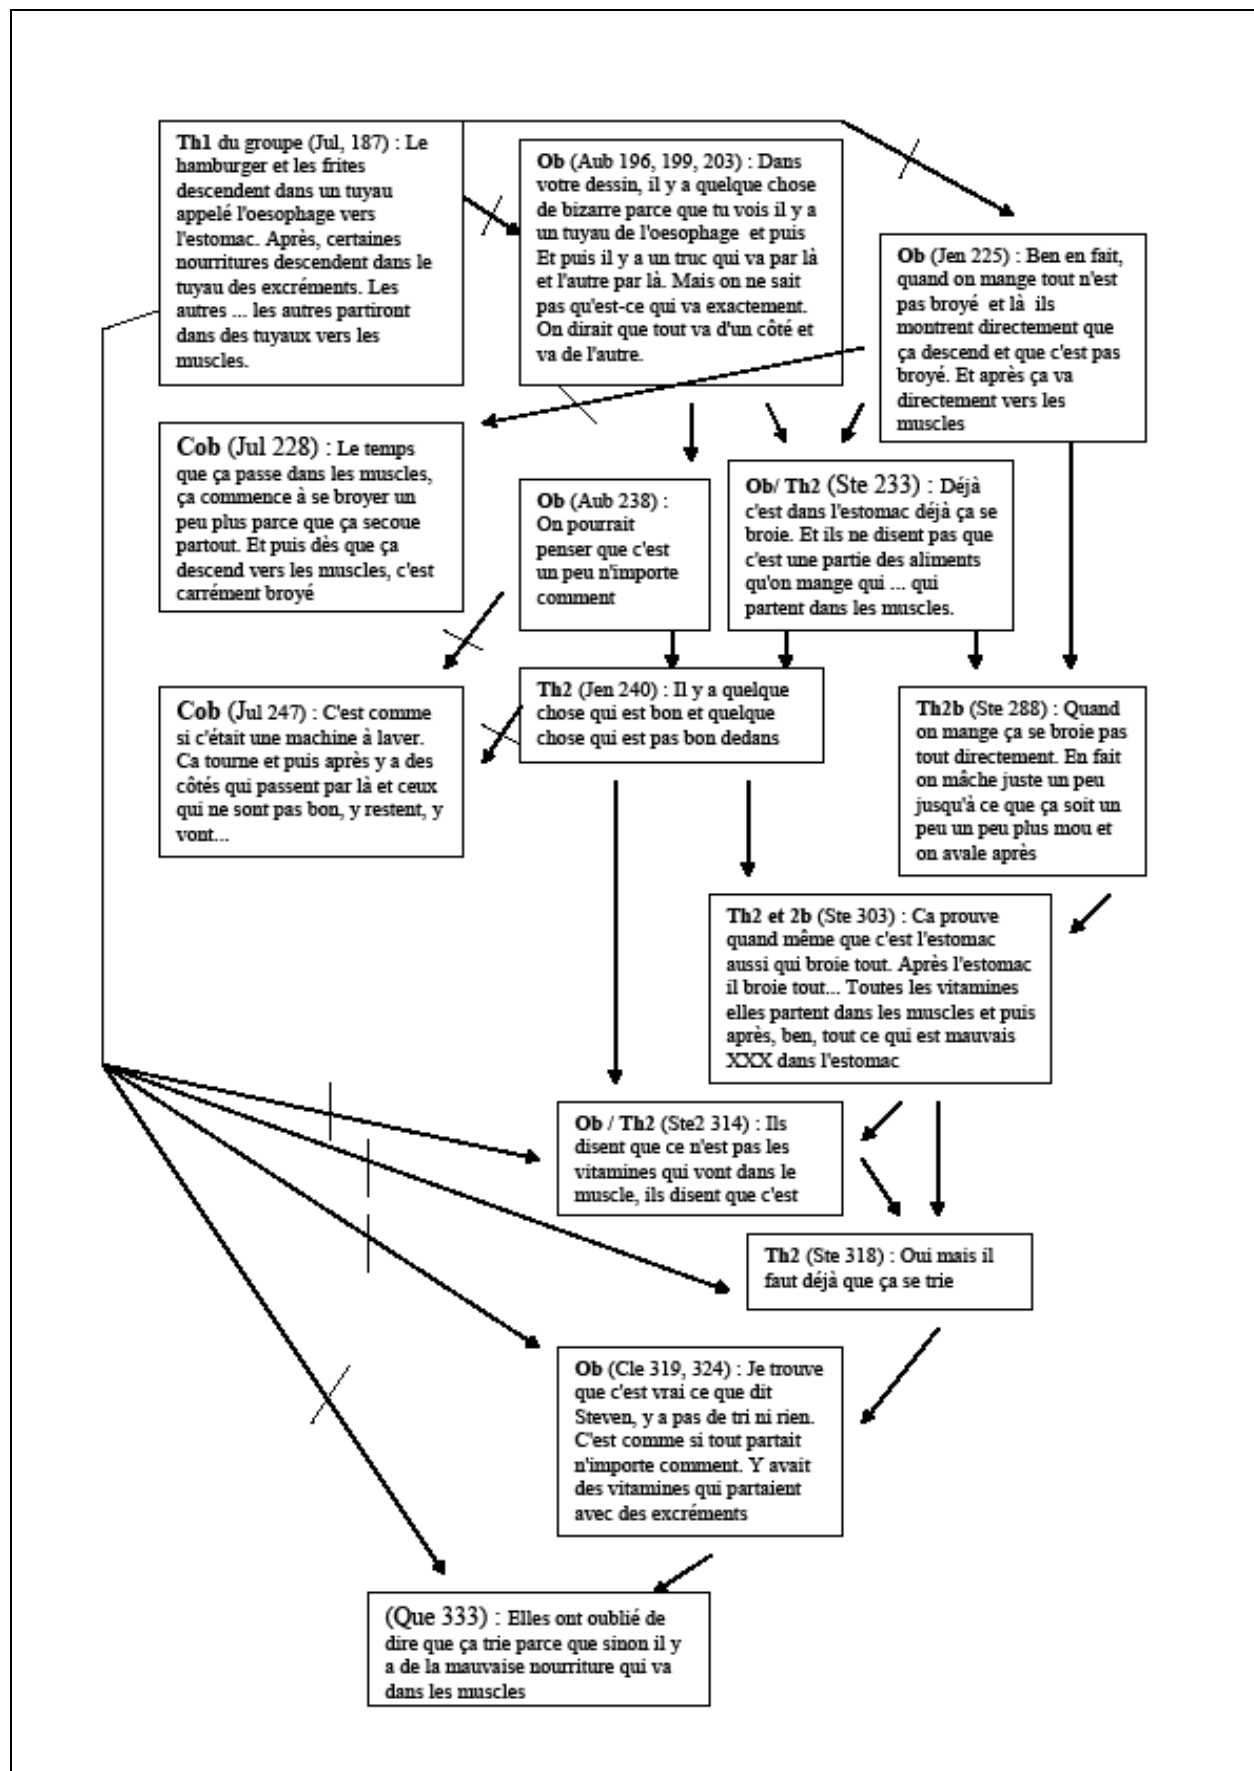 Th1 du groupe (Jul, 187) : Le
hamburger et les frites
descendent dans un tuyau
appelé l'oesophage vers
l'estomac. Après, certaines
nourritures descendent dans le
tuyau des excréments. Les
autres ... les autres partiront
dans des tuyaux vers les
muscles.
Ob (Aub 196, 199, 203) : Dans
votre dessin, il y a quelque chose
de bizarre parce que tu vois il y a
un tuyau de l'oesophage et puis
Et puis il y a un truc qui va par là
et l'autre par là. Mais on ne sait
pas qu'est-ce qui va exactement.
On dirait que tout va d'un côté et
va de l'autre.
Ob (Jen 225) : Ben en fait,
quand on mange tout n'est
pas broyé et là ils
montrent directement que
ça descend et que c'est pas
broyé. Et après ça va
directement vers les
muscles
Cob (Jul 228) : Le temps
que ça passe dans les muscles,
ça commence à se broyer un
peu plus parce que ça secoue
partout. Et puis dès que ça
descend vers les muscles, c'est
carrément broyé
Ob (Aub 238) :
On pourrait
penser que c'est
un peu n'importe
comment
Ob/ Th2 (Ste 233) : Déjà
c'est dans l'estomac déjà ça se
broie. Et ils ne disent pas que
c'est une partie des aliments
qu'on mange qui ... qui
partent dans les muscles.
Cob (Jul 247) : C'est comme
si c'était une machine à laver.
Ca tourne et puis après y a des
côtés qui passent par là et ceux
qui ne sont pas bon, y restent, y
vont...
Th2 (Jen 240) : Il y a quelque
chose qui est bon et quelque
chose qui est pas bon dedans
Th2b (Ste 288) : Quand
on mange ça se broie pas
tout directement. En fait
on mâche juste un peu
jusqu'à ce que ça soit un
peu un peu plus mou et
on avale après
Th2 et 2b (Ste 303) : Ca prouve
quand même que c'est l'estomac
aussi qui broie tout. Après l'estomac
il broie tout... Toutes les vitamines
elles partent dans les muscles et puis
après, ben, tout ce qui est mauvais
XXX dans l'estomac
Ob / Th2 (Ste2 314) : Ils
disent que ce n'est pas les
vitamines qui vont dans le
muscle, ils disent que c'est
Th2 (Ste 318) : Oui mais il
faut déjà que ça se trie
Ob (Cle 319, 324) : Je trouve
que c'est vrai ce que dit
Steven, y a pas de tri ni rien.
C'est comme si tout partait
n'importe comment. Y avait
des vitamines qui partaient
avec des excréments
(Que 333) : Elles ont oublié de
dire que ça trie parce que sinon il y
a de la mauvaise nourriture qui va
dans les muscles